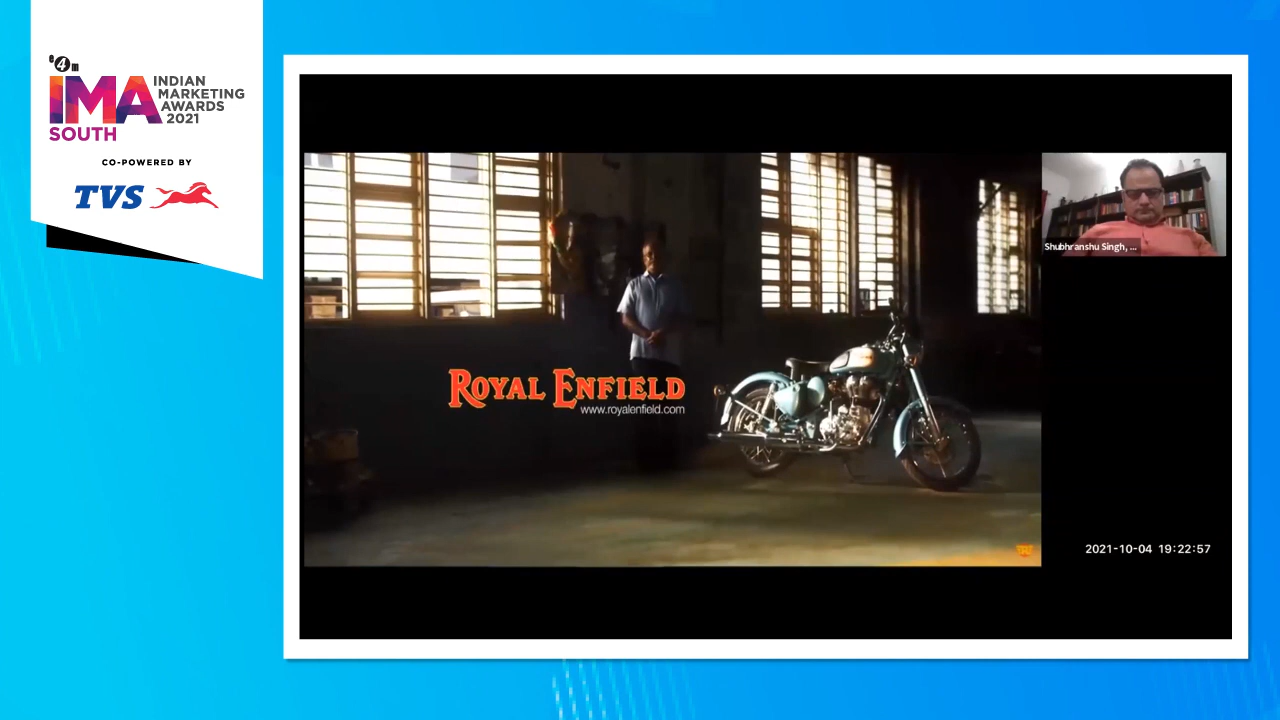 e4m
IMA
INDIAN
MARKETING
AWARDS
2021
SOUTH
CO-POWERED BY
TVS
ROYAL ENFIELD
www.royalenfield.com
Shubhranshu Singh, ...
2021-10-04 19:22:57